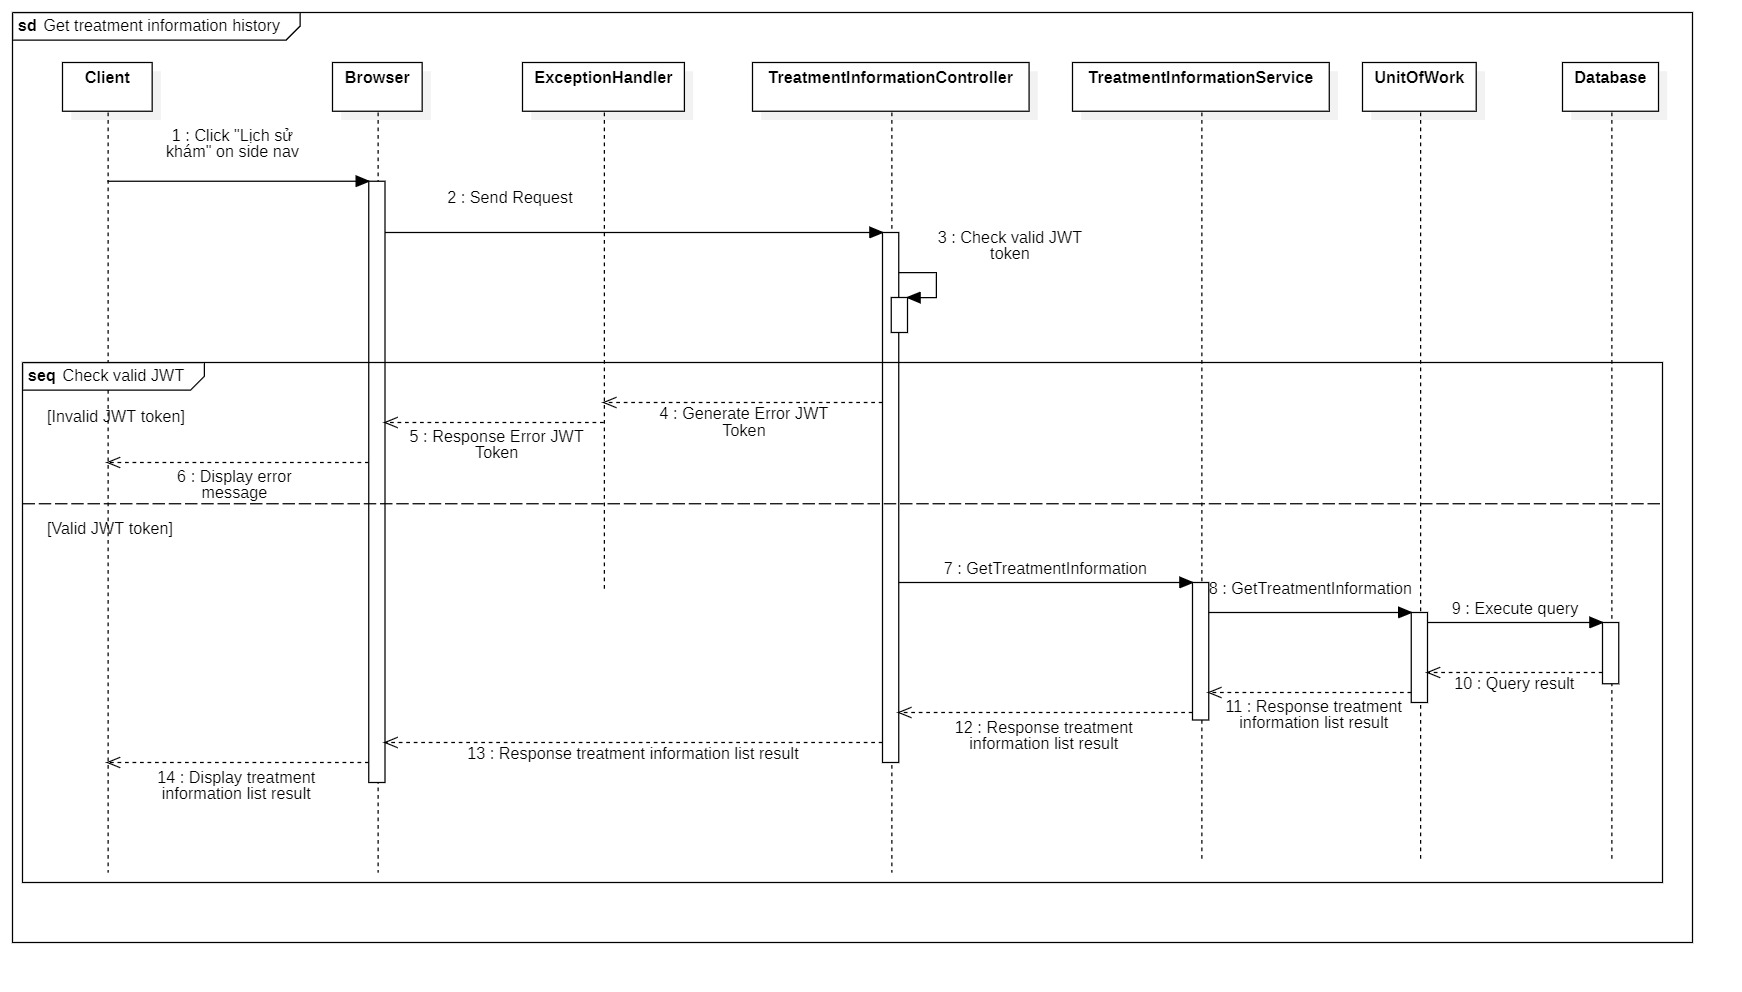 sd Get treatment information history
Client
Browser
ExceptionHandler
TreatmentInformationController
TreatmentInformationService
UnitOfWork
Database
1 : Click "Lịch sử
khám" on side nav
2 : Send Request
3 : Check valid JWT
token
seq Check valid JWT
[Invalid JWT token]
4 : Generate Error JWT
Token
5 : Response Error JWT
Token
6 : Display error
message
[Valid JWT token]
7 : GetTreatmentInformation
8 : GetTreatmentInformation
9 : Execute query
10 : Query result
11 : Response treatment
information list result
12 : Response treatment
information list result
13 : Response treatment information list result
14 : Display treatment
information list result